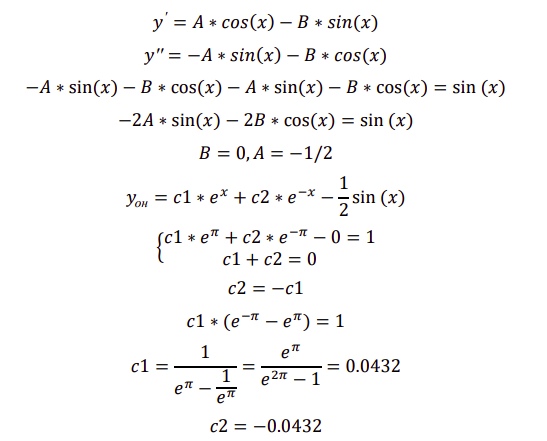 y′ = A ∗ cos(x) − B ∗ sin(x)
y″ = −A ∗ sin(x) − B ∗ cos(x)
−A ∗ sin(x) − B ∗ cos(x) − A ∗ sin(x) − B ∗ cos(x) = sin (x)
−2A ∗ sin(x) − 2B ∗ cos(x) = sin (x)
B = 0, A = −1/2
yон = c1 ∗ e^x + c2 ∗ e^−x − 1/2 sin (x)
{c1 ∗ e^π + c2 ∗ e^−π − 0 = 1
c1 + c2 = 0
c2 = −c1
c1 ∗ (e^−π − e^π) = 1
c1 = 1/(e^π − 1/e^π) = e^π/(e^2π − 1) = 0.0432
c2 = −0.0432